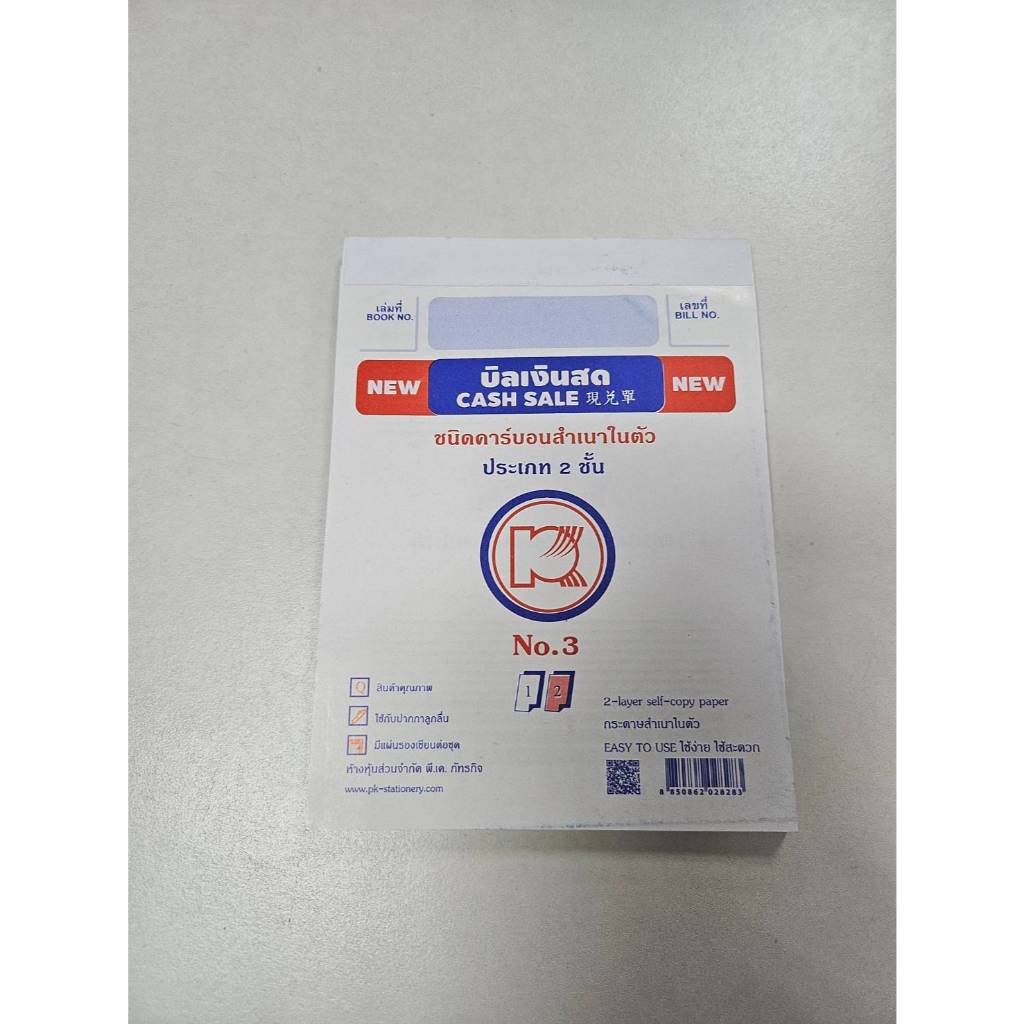 เล่มที่
BOOK NO.
เลขที่
BILL NO.
NEW
บิลเงินสด
CASH SALE 現兌單
NEW
ชนิดคาร์บอนสำเนาในตัว
ประเภท 2 ชั้น
K
No.3
1 2
Q สินค้าคุณภาพ
ใช้กับปากกาลูกลื่น
มีแผ่นรองเขียนต่อชุด
ห้างหุ้นส่วนจำกัด พี.เค. ภัทรกิจ
www.pk-stationery.com
2-layer self-copy paper
กระดาษสำเนาในตัว
EASY TO USE ใช้ง่าย ใช้สะดวก
8 850862 028283